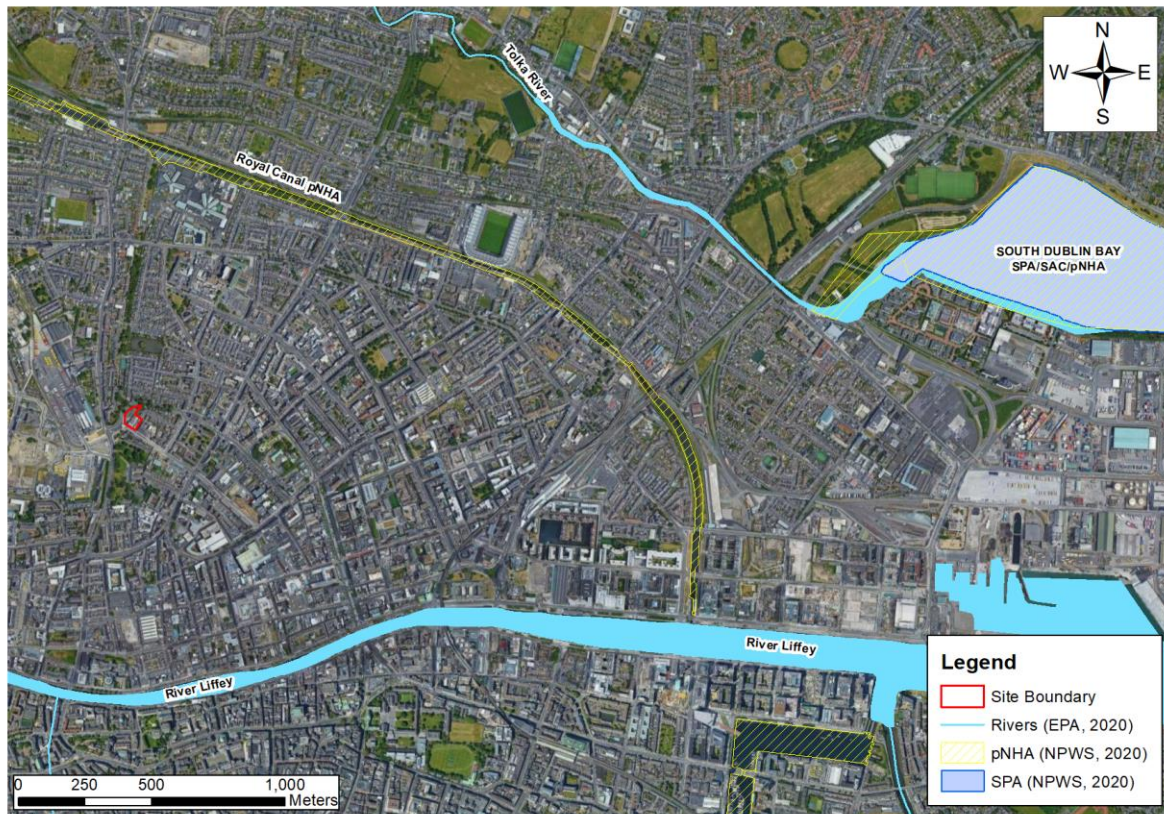 N
W E
S
Tolka River
Royal Canal pNHA
SOUTH DUBLIN BAY
SPA/SAC/pNHA
River Liffey
River Liffey
Legend
Site Boundary
Rivers (EPA, 2020)
pNHA (NPWS, 2020)
SPA (NPWS, 2020)
0 250 500 1,000
Meters